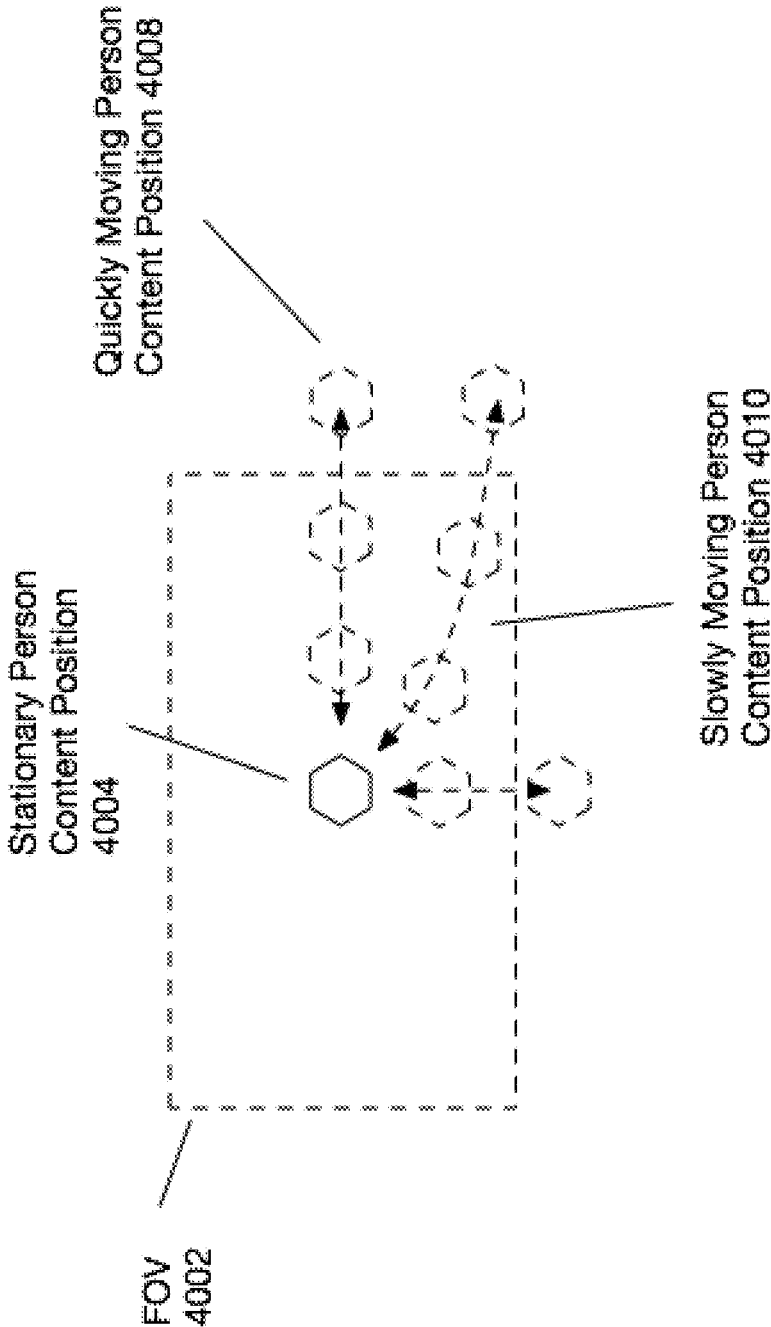 FOV
4002
Stationary Person
Content Position
4004
Quickly Moving Person
Content Position 4008
Slowly Moving Person
Content Position 4010